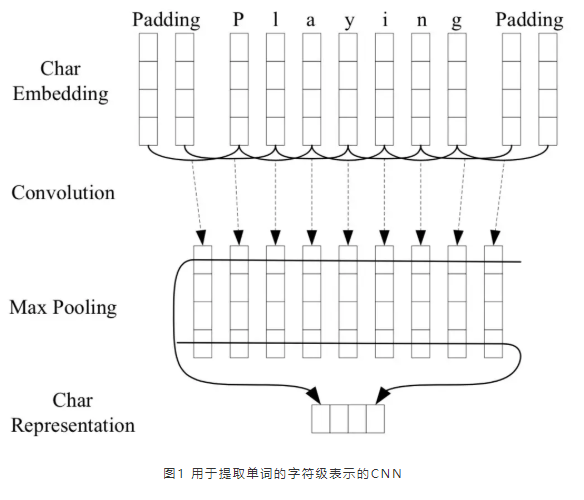 Padding P l a y i n g Padding
Char
Embedding
Convolution
Max Pooling
Char
Representation
图1 用于提取单词的字符级表示的CNN